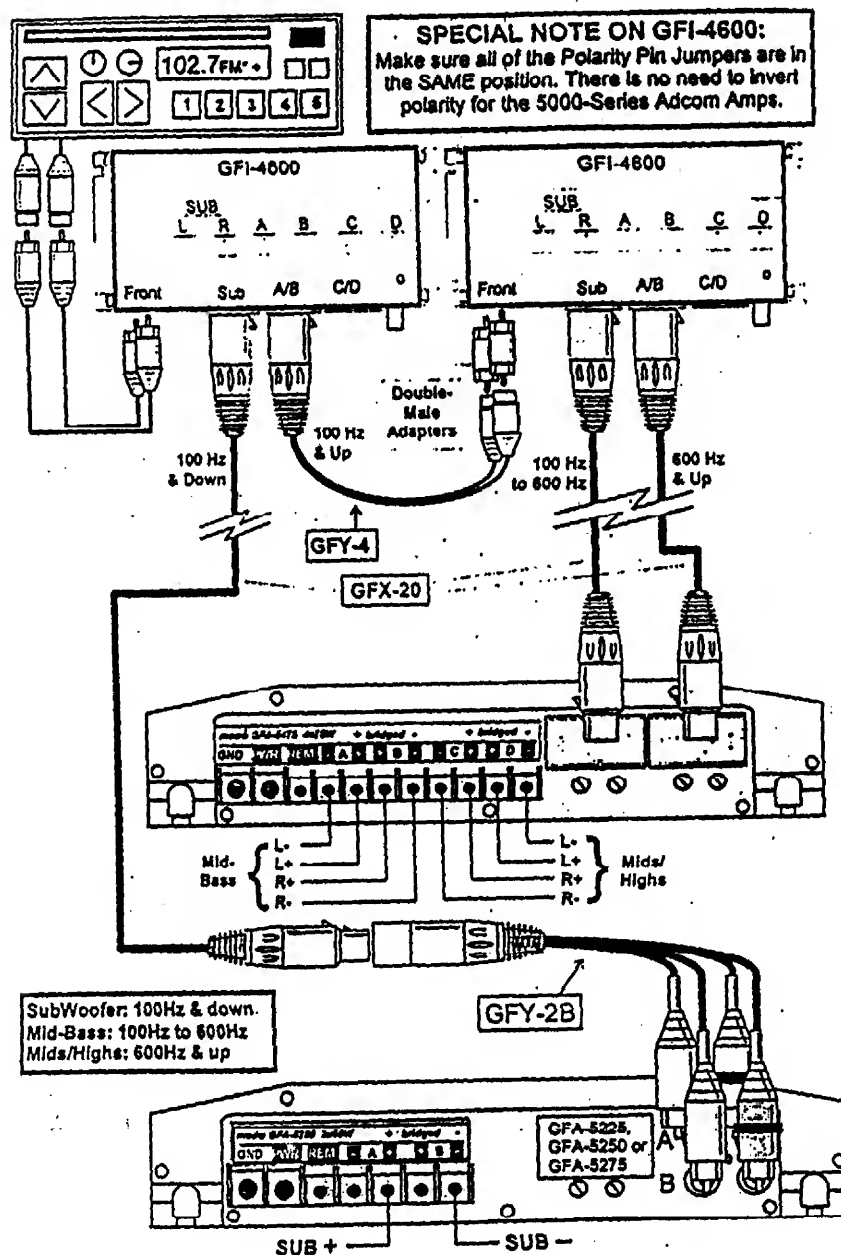 SPECIAL NOTE ON GFI-4600:
Make sure all of the Polarity Pin Jumpers are in
the SAME position. There is no need to invert
polarity for the 5000-Series Adcom Amps.
102.7FM
1 2 3 4 5
GFI-4600
SUB
L R A B C D
Front Sub A/B C/D
GFI-4600
SUB
L R A B C D
Front Sub A/B C/D
Double-
Male
Adapters
100 Hz
& Down
100 Hz
& Up
100 Hz
to 600 Hz
600 Hz
& Up
GFY-4
GFX-20
+ bridged - + bridged -
GND PWR REM - A + + B - - C + + D -
Mid-
Bass
L-
L+
R+
R-
L-
L+
R+
R-
Mids/
Highs
GFY-2B
SubWoofer: 100Hz & down.
Mid-Bass: 100Hz to 600Hz
Mids/Highs: 600Hz & up
+ bridged -
GND PWR REM - A + + B -
GFA-5225,
GFA-5250 or
GFA-5275
A
B
SUB +
SUB -